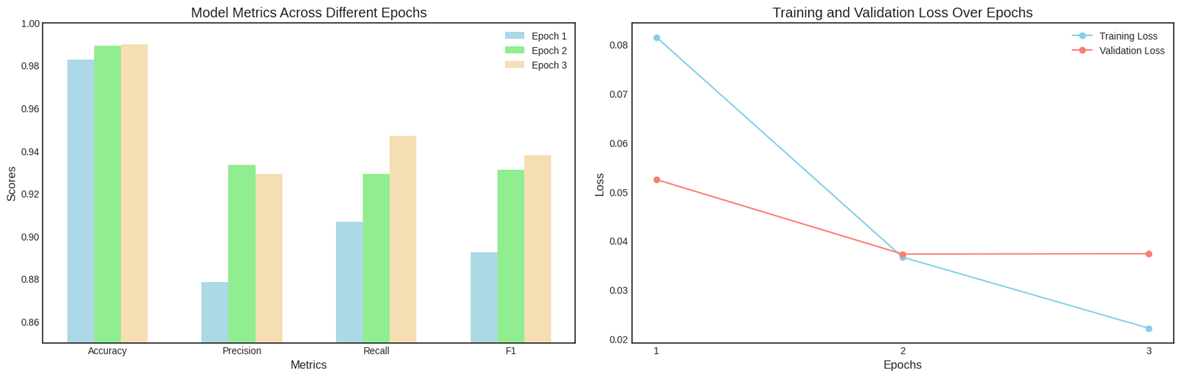 Model Metrics Across Different Epochs
1.00
0.98
0.96
0.94
0.92
0.90
0.88
0.86
Scores
Epoch 1
Epoch 2
Epoch 3
Accuracy
Precision
Recall
F1
Metrics
Training and Validation Loss Over Epochs
0.08
0.07
0.06
0.05
0.04
0.03
0.02
Loss
Training Loss
Validation Loss
1
2
3
Epochs